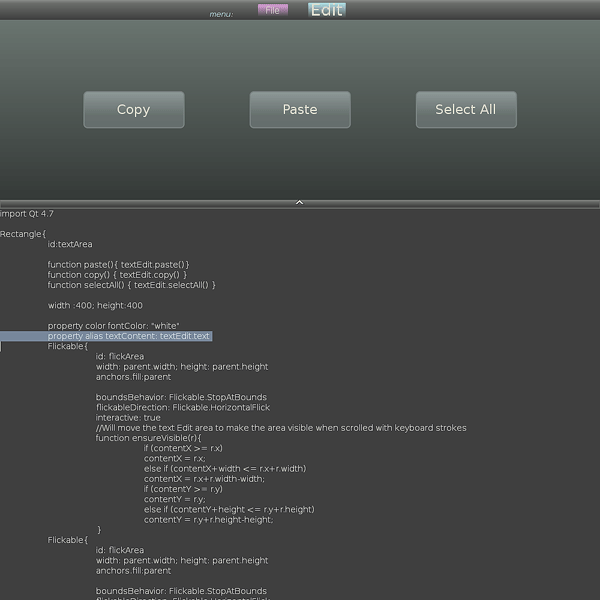 menu: File Edit
Copy Paste Select All
import Qt 4.7
Rectangle{
id:textArea
function paste(){ textEdit.paste()}
function copy() { textEdit.copy() }
function selectAll() { textEdit.selectAll() }
width :400; height:400
property color fontColor: "white"
property alias textContent: textEdit.text
Flickable{
id: flickArea
width: parent.width; height: parent.height
anchors.fill:parent
boundsBehavior: Flickable.StopAtBounds
flickableDirection: Flickable.HorizontalFlick
interactive: true
//Will move the text Edit area to make the area visible when scrolled with keyboard strokes
function ensureVisible(r){
if (contentX >= r.x)
contentX = r.x;
else if (contentX+width <= r.x+r.width)
contentX = r.x+r.width-width;
if (contentY >= r.y)
contentY = r.y;
else if (contentY+height <= r.y+r.height)
contentY = r.y+r.height-height;
}
Flickable{
id: flickArea
width: parent.width; height: parent.height
anchors.fill:parent
boundsBehavior: Flickable.StopAtBounds